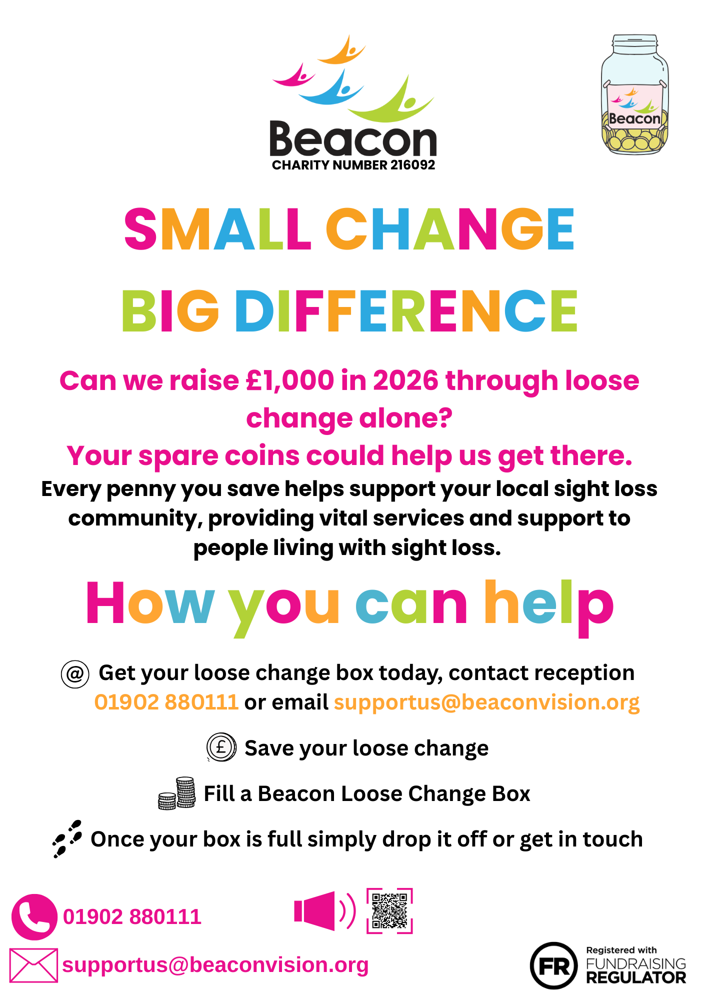 Beacon
CHARITY NUMBER 216092
Beacon
SMALL CHANGE
BIG DIFFERENCE
Can we raise £1,000 in 2026 through loose
change alone?
Your spare coins could help us get there.
Every penny you save helps support your local sight loss
community, providing vital services and support to
people living with sight loss.
How you can help
@ Get your loose change box today, contact reception
01902 880111 or email supportus@beaconvision.org
£ Save your loose change
Fill a Beacon Loose Change Box
Once your box is full simply drop it off or get in touch
01902 880111
supportus@beaconvision.org
FR
Registered with
FUNDRAISING
REGULATOR